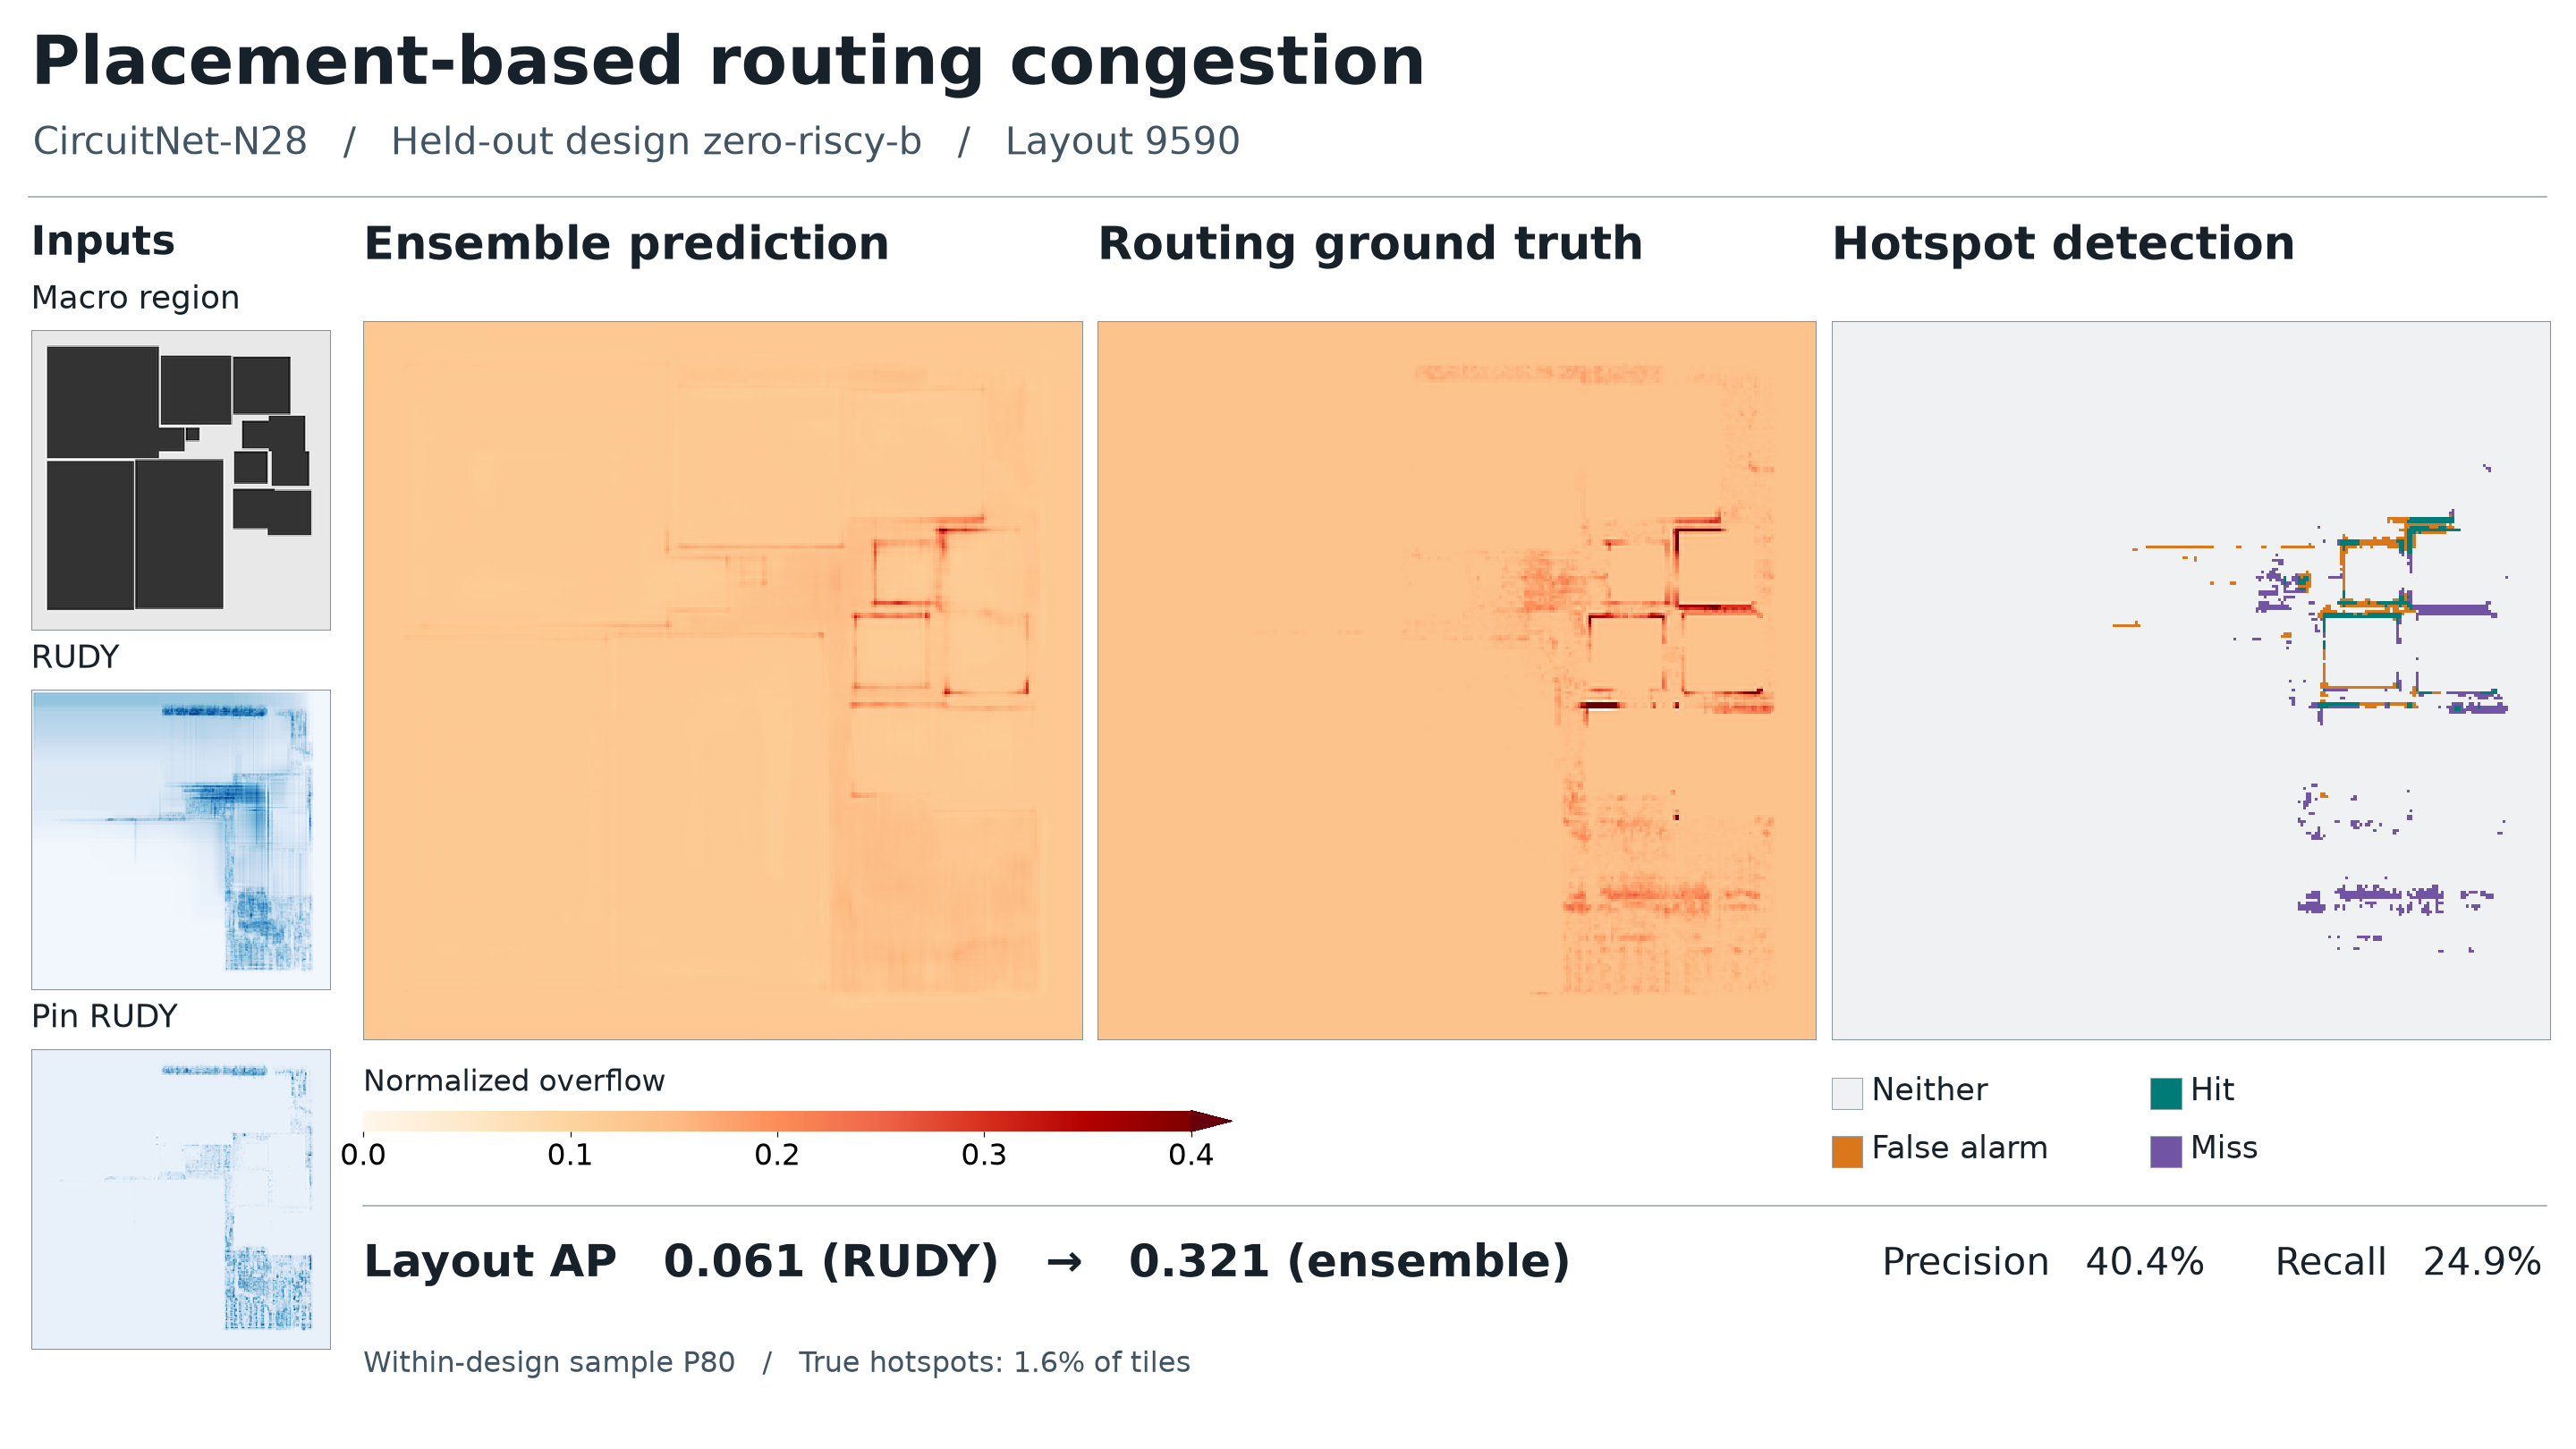 Placement-based routing congestion
CircuitNet-N28 / Held-out design zero-riscy-b / Layout 9590
Inputs
Macro region
RUDY
Pin RUDY
Ensemble prediction
Routing ground truth
Hotspot detection
Normalized overflow
0.0 0.1 0.2 0.3 0.4
Neither
Hit
False alarm
Miss
Layout AP 0.061 (RUDY) → 0.321 (ensemble)
Precision 40.4% Recall 24.9%
Within-design sample P80 / True hotspots: 1.6% of tiles